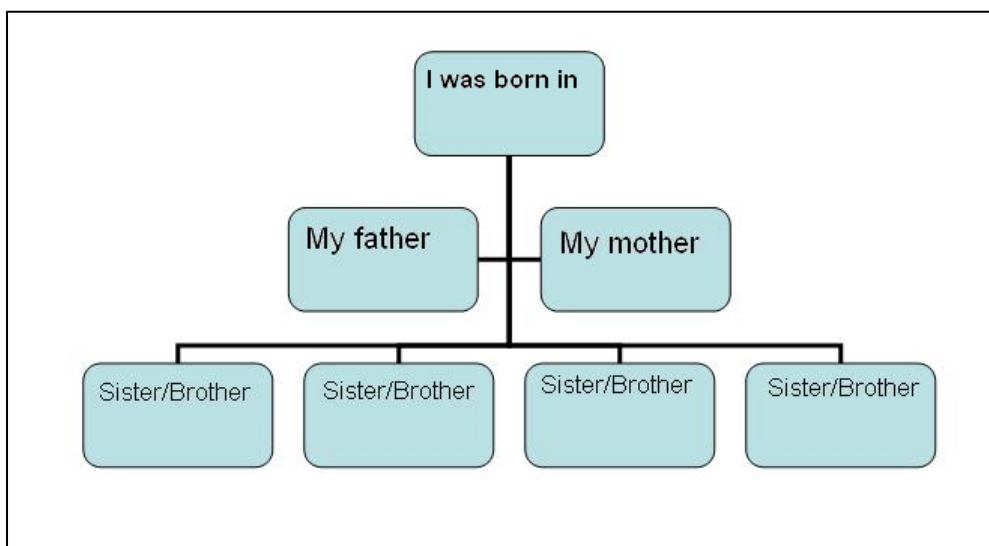 I was born in
My father
My mother
Sister/Brother
Sister/Brother
Sister/Brother
Sister/Brother